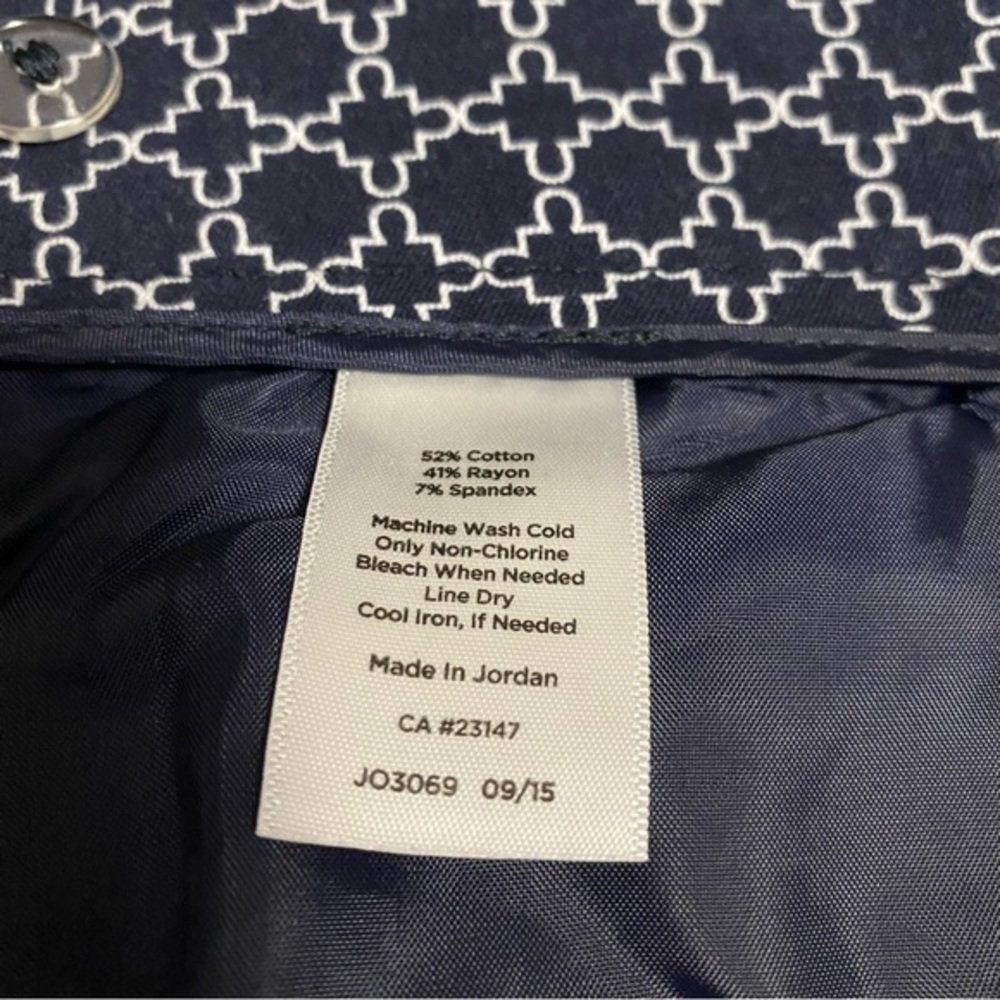 52% Cotton
41% Rayon
7% Spandex
Machine Wash Cold
Only Non-Chlorine
Bleach When Needed
Line Dry
Cool Iron, If Needed
Made In Jordan
CA #23147
JO3069 09/15